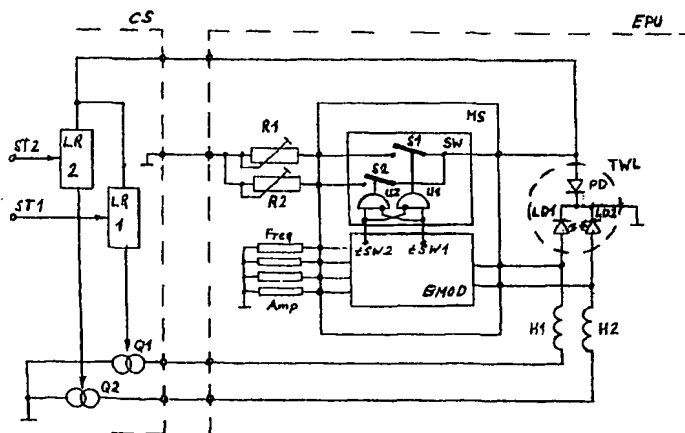 CS
EPU
MS
ST2
LR
2
R1
S1
SW
TWL
S2
U2
U1
R2
PD
LD1
LD2
ST1
LR
1
Freq
tSW2
tSW1
Amp
BMOD
H1
H2
Q1
Q2